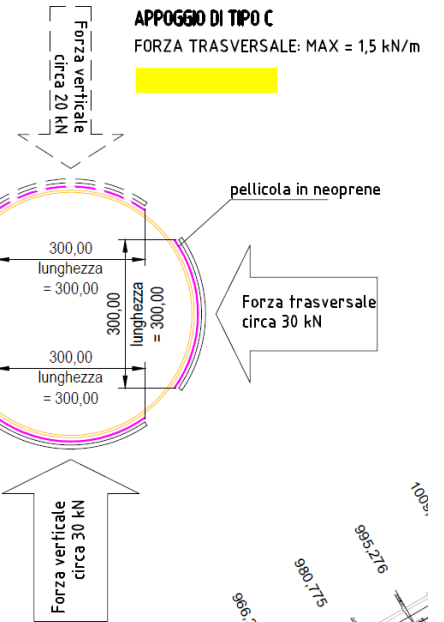 APPOGGIO DI TIPO C
FORZA TRASVERSALE: MAX = 1,5 kN/m
Forza verticale
circa 20 kN
pellicola in neoprene
300,00
lunghezza
= 300,00
300,00
lunghezza
= 300,00
Forza trasversale
circa 30 kN
300,00
lunghezza
= 300,00
Forza verticale
circa 30 kN
995,276
980,775